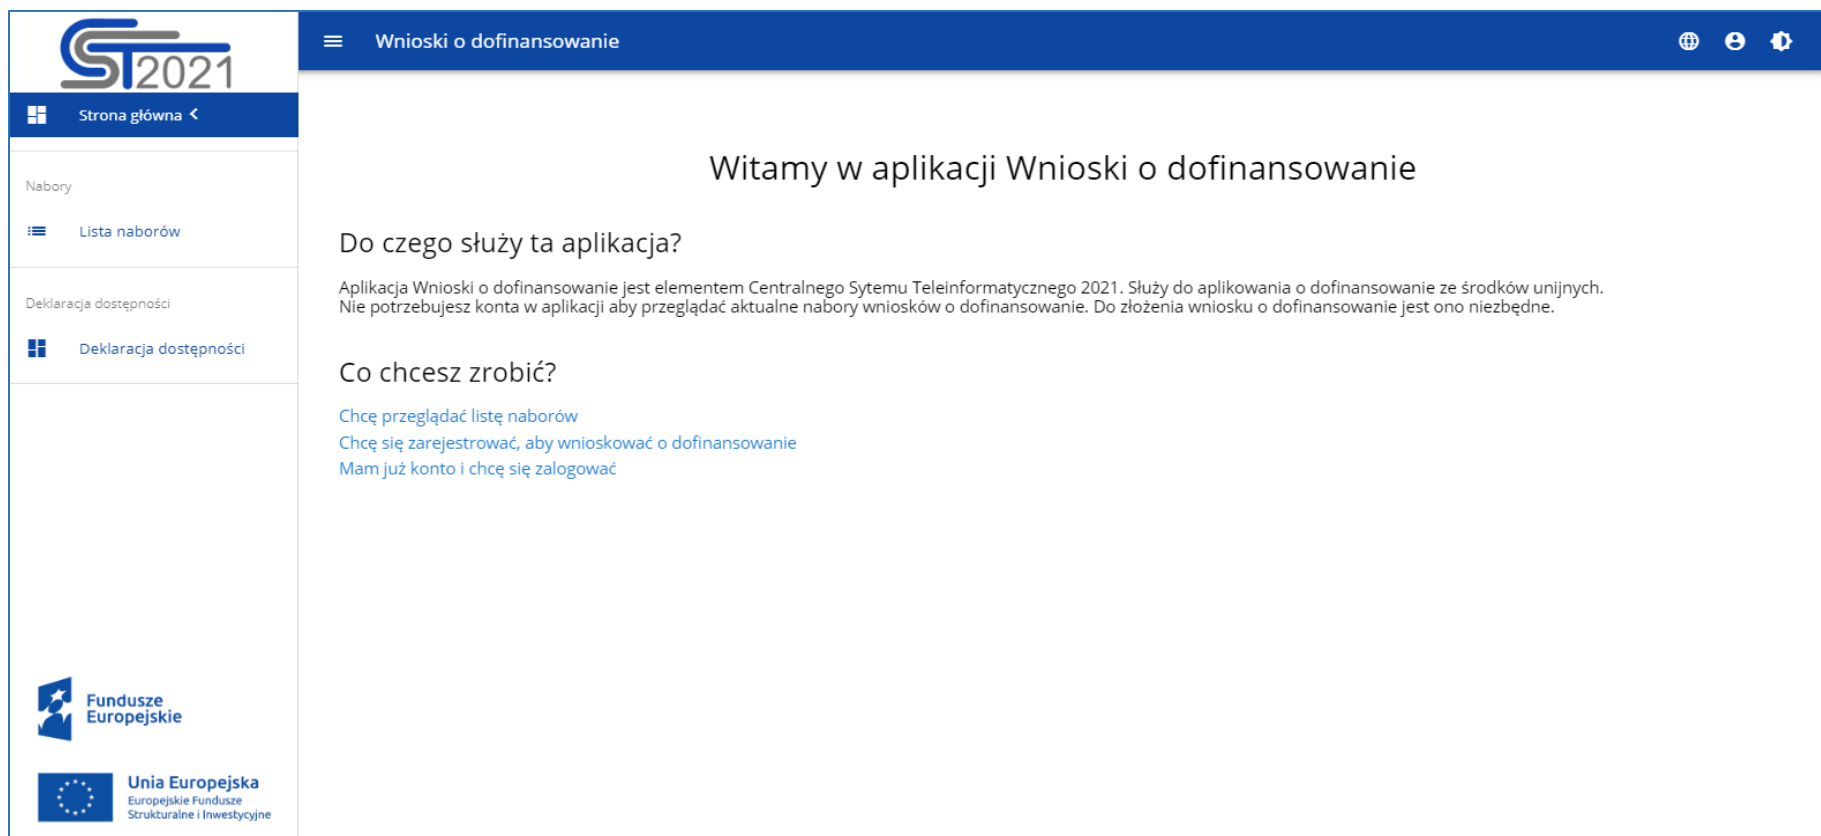 CST2021
Wnioski o dofinansowanie
Strona główna
Nabory
Lista naborów
Deklaracja dostępności
Deklaracja dostępności
Witamy w aplikacji Wnioski o dofinansowanie
Do czego służy ta aplikacja?
Aplikacja Wnioski o dofinansowanie jest elementem Centralnego Sytemu Teleinformatycznego 2021. Służy do aplikowania o dofinansowanie ze środków unijnych.
Nie potrzebujesz konta w aplikacji aby przeglądać aktualne nabory wniosków o dofinansowanie. Do złożenia wniosku o dofinansowanie jest ono niezbędne.
Co chcesz zrobić?
Chcę przeglądać listę naborów
Chcę się zarejestrować, aby wnioskować o dofinansowanie
Mam już konto i chcę się zalogować
Fundusze
Europejskie
Unia Europejska
Europejskie Fundusze
Strukturalne i Inwestycyjne